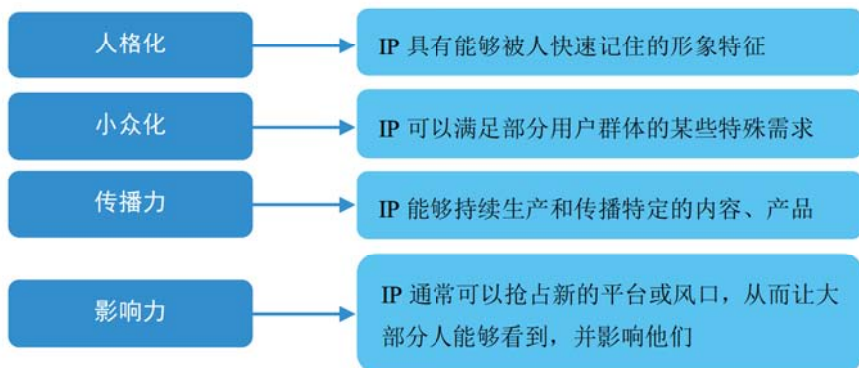 人格化
IP 具有能够被人快速记住的形象特征
小众化
IP 可以满足部分用户群体的某些特殊需求
传播力
IP 能够持续生产和传播特定的内容、产品
影响力
IP 通常可以抢占新的平台或风口，从而让大
部分人能够看到，并影响他们